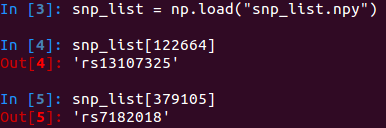 In [3]: snp_list = np.load("snp_list.npy")
In [4]: snp_list[122664]
Out[4]: 'rs13107325'
In [5]: snp_list[379105]
Out[5]: 'rs7182018'